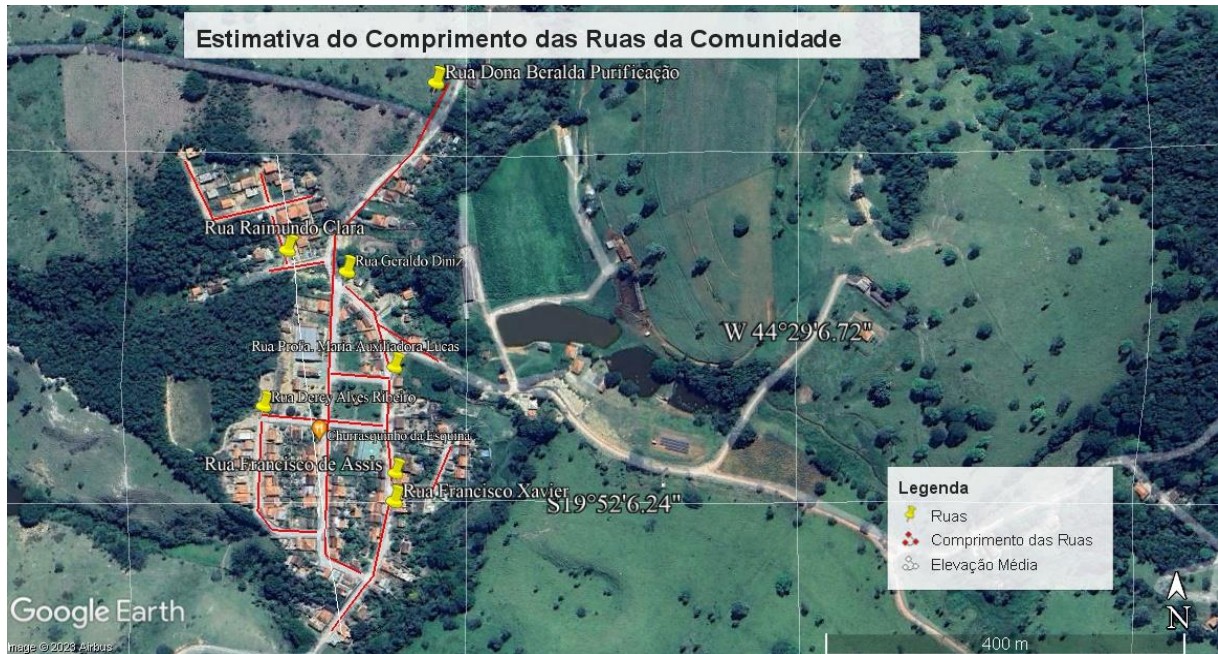 Estimativa do Comprimento das Ruas da Comunidade
Rua Dona Beralda Purificação
Rua Raimundo Clara
Rua Geraldo Diniz
W 44°29'6.72"
Rua Profa. Maria Auxiliadora Lucas
Rua Dercy Alves Ribeiro
Churrasquinho da Esquina
Rua Francisco de Assis
Rua Francisco Xavier
S19°52'6.24"
Legenda
Ruas
Comprimento das Ruas
Elevação Média
Google Earth
N
400 m
Image © 2023 Airbus